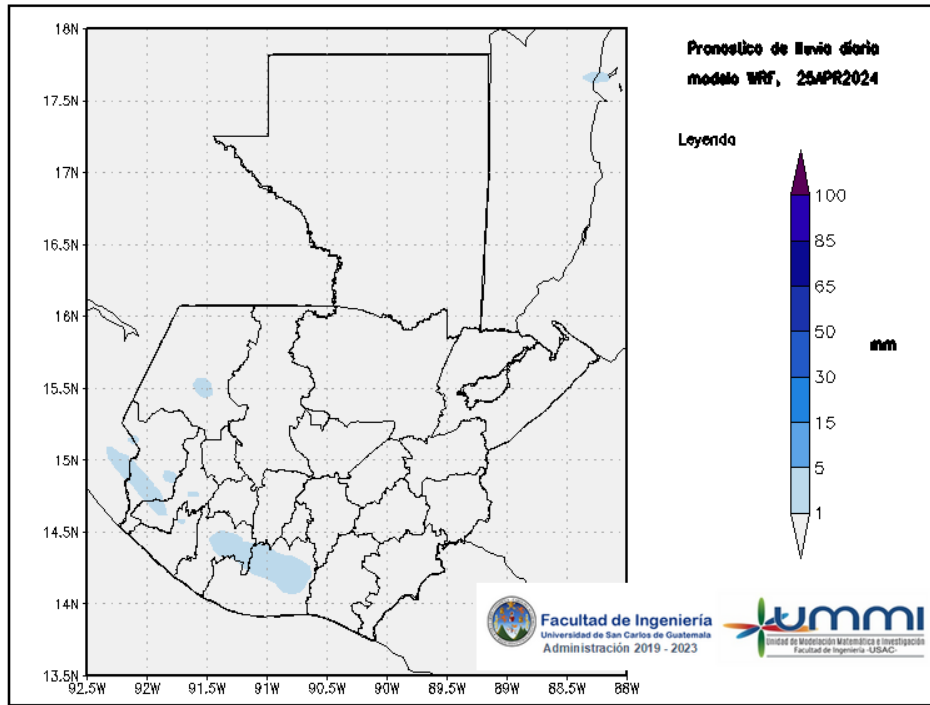 Pronostico de lluvia diaria
modelo WRF, 25APR2024
Leyenda
100
85
65
50
30
15
5
1
mm
18N
17.5N
17N
16.5N
16N
15.5N
15N
14.5N
14N
13.5N
92.5W
92W
91.5W
91W
90.5W
90W
89.5W
89W
88.5W
88W
Facultad de Ingeniería
Universidad de San Carlos de Guatemala
Administración 2019 - 2023
UMMI
Unidad de Modelación Matemática e Investigación
Facultad de Ingeniería -USAC-